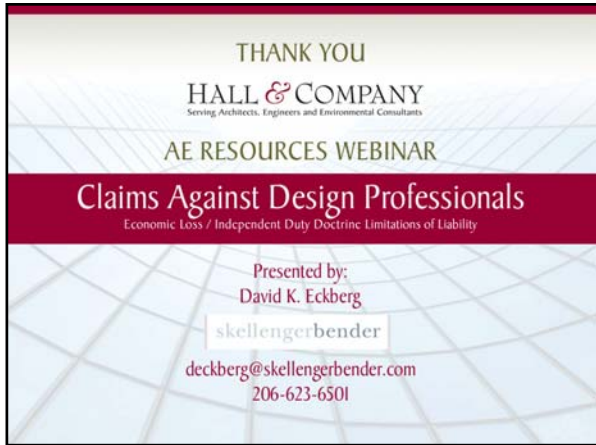 THANK YOU
HALL & COMPANY
Serving Architects, Engineers and Environmental Consultants
AE RESOURCES WEBINAR
Claims Against Design Professionals
Economic Loss / Independent Duty Doctrine Limitations of Liability
Presented by:
David K. Eckberg
skellengerbender
deckberg@skellengerbender.com
206-623-6501